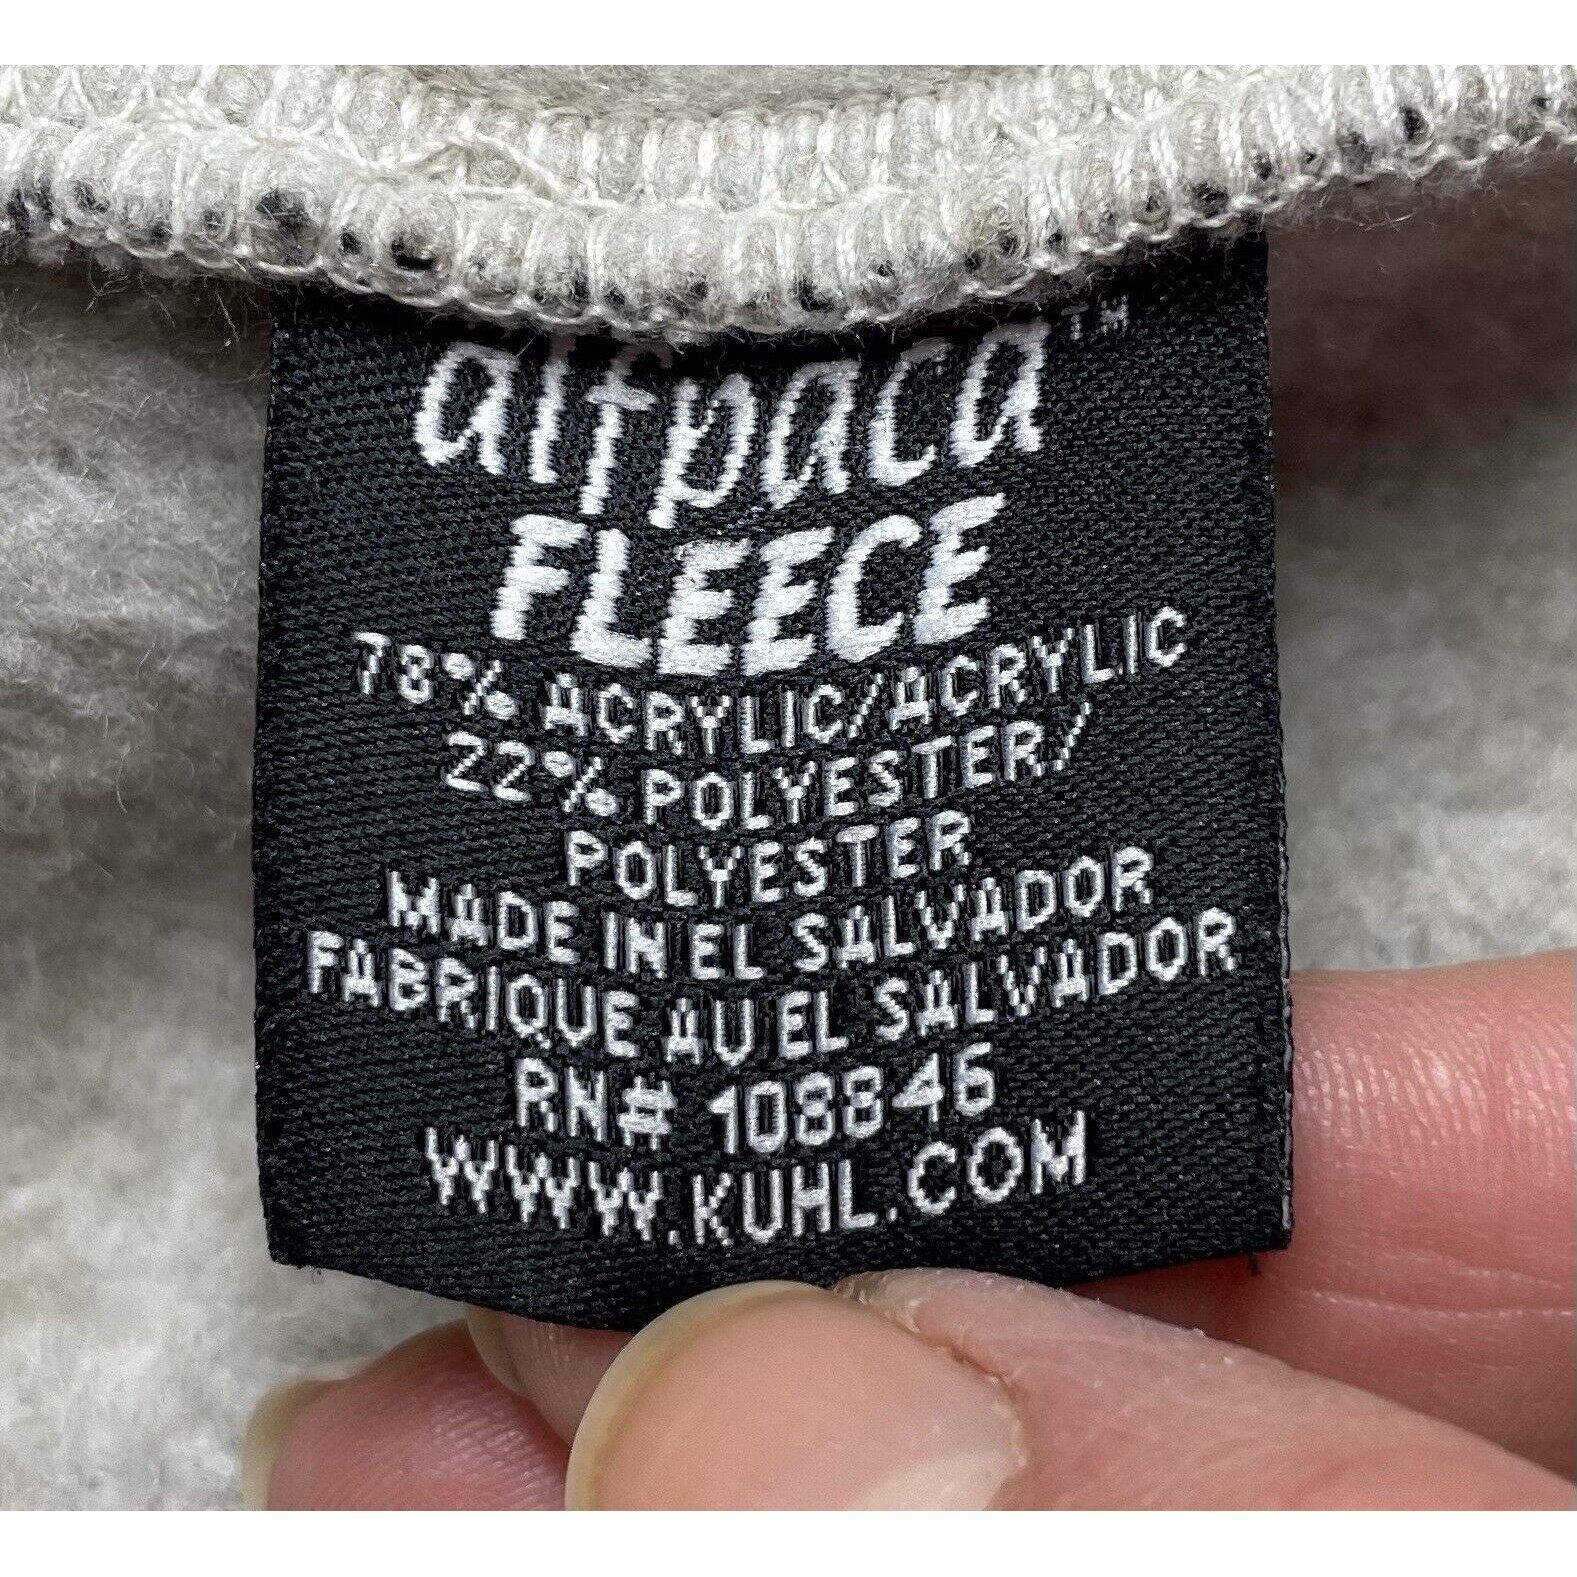 alfpaca™
FLEECE
78% ACRYLIC/ACRYLIC
22% POLYESTER/
POLYESTER
MADE IN EL SALVADOR
FABRIQUE AU EL SALVADOR
RN# 108846
WWW.KUHL.COM